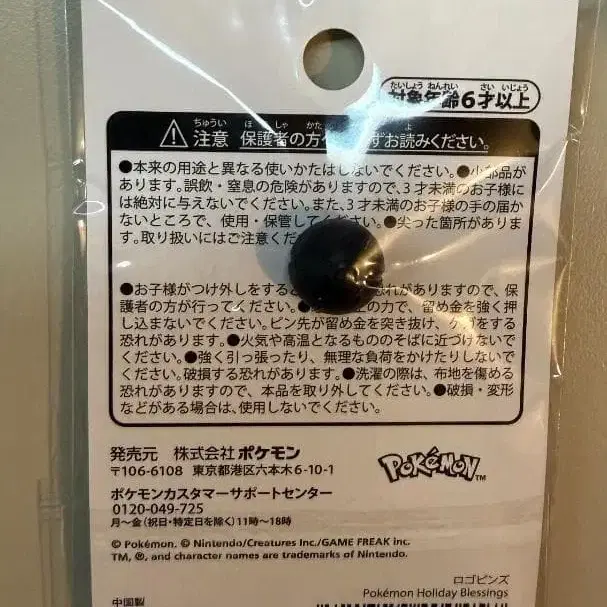 たいしょう ねんれい さい いじょう
対象年齢6才以上
ちゅうい ほ しゃ かた よ
⚠注意 保護者の方 ずお読みください。
●本来の用途と異なる使いかたはしないでください。●小部品が
あります。誤飲・窒息の危険がありますので、3才未満のお子様に
は絶対に与えないでください。また、3才未満のお子様の手の届か
ないところで、使用・保管してください。●尖った箇所がありま
す。取り扱いにはご注意くだ
●お子様がつけ外しをすると 恐れがありますので、保
護者の方が行ってください。● 上の力で、留め金を強く押
し込まないでください。ピン先が留め金を突き抜け、ケガをする
恐れがあります。●火気や高温となるもののそばに近づけないで
ください。●強く引っ張ったり、無理な負荷をかけたりしないで
ください。破損する恐れがあります。●洗濯の際は、布地を傷める
恐れがありますので、本品を取り外してください。●破損・変形
などがある場合は、使用しないでください。
発売元 株式会社ポケモン
〒106-6108 東京都港区六本木6-10-1
POKéMON™
ポケモンカスタマーサポートセンター
0120-049-725
月〜金(祝日・特定日を除く)11時〜18時
© Pokémon. © Nintendo/Creatures Inc./GAME FREAK inc.
TM, ®, and character names are trademarks of Nintendo.
ロゴピンズ
Pokémon Holiday Blessings
中国製